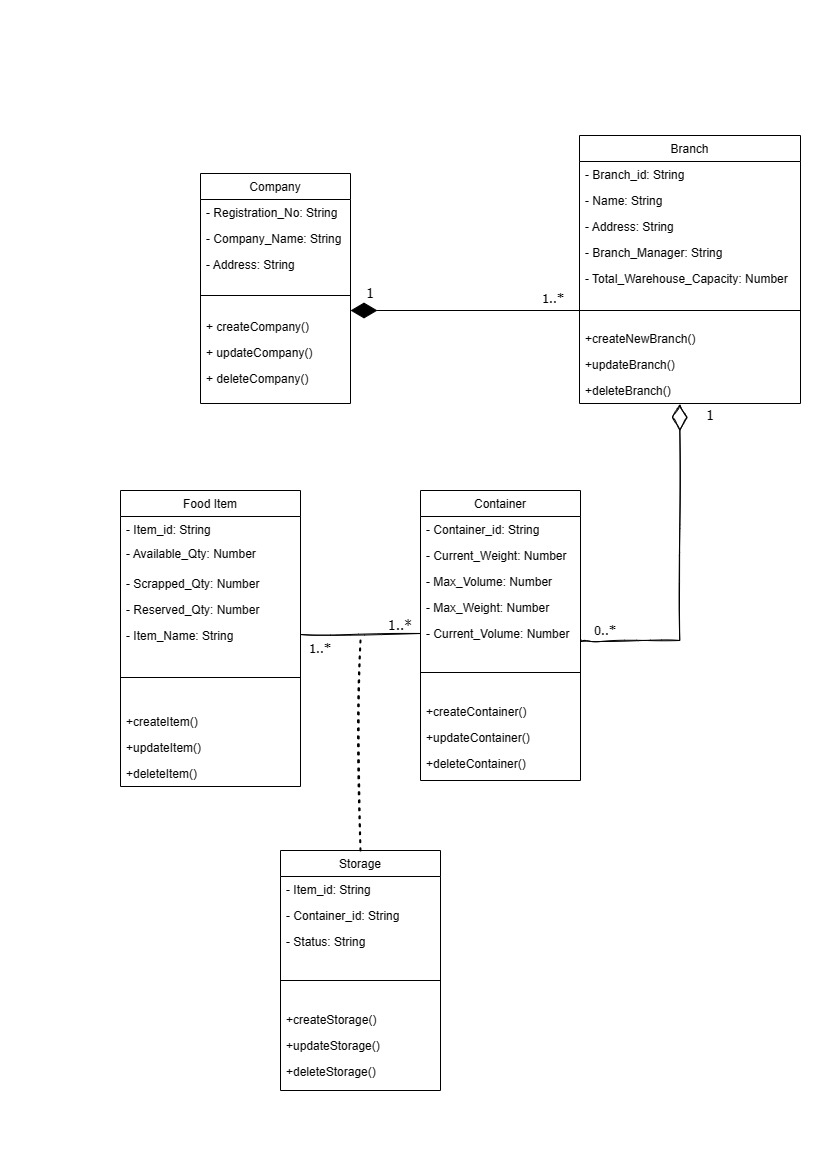 Company
- Registration_No: String
- Company_Name: String
- Address: String
+ createCompany()
+ updateCompany()
+ deleteCompany()
1
1..*
Branch
- Branch_id: String
- Name: String
- Address: String
- Branch_Manager: String
- Total_Warehouse_Capacity: Number
+createNewBranch()
+updateBranch()
+deleteBranch()
1
Food Item
- Item_id: String
- Available_Qty: Number
- Scrapped_Qty: Number
- Reserved_Qty: Number
- Item_Name: String
+createItem()
+updateItem()
+deleteItem()
1..*
1..*
Container
- Container_id: String
- Current_Weight: Number
- Max_Volume: Number
- Max_Weight: Number
- Current_Volume: Number
+createContainer()
+updateContainer()
+deleteContainer()
0..*
Storage
- Item_id: String
- Container_id: String
- Status: String
+createStorage()
+updateStorage()
+deleteStorage()